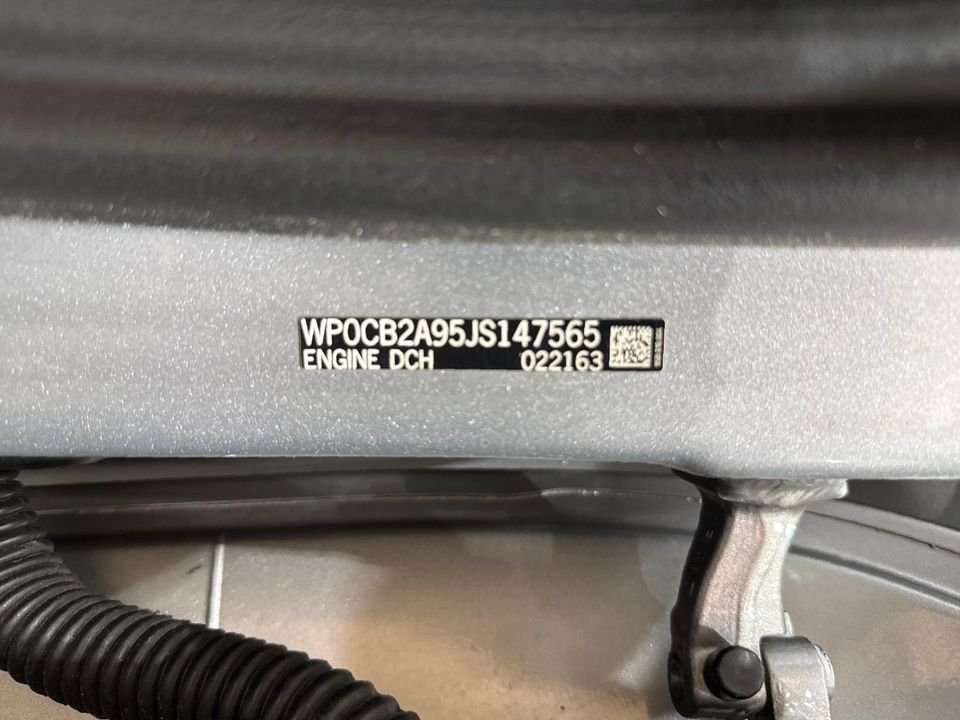 WP0CB2A95JS147565
ENGINE DCH 022163